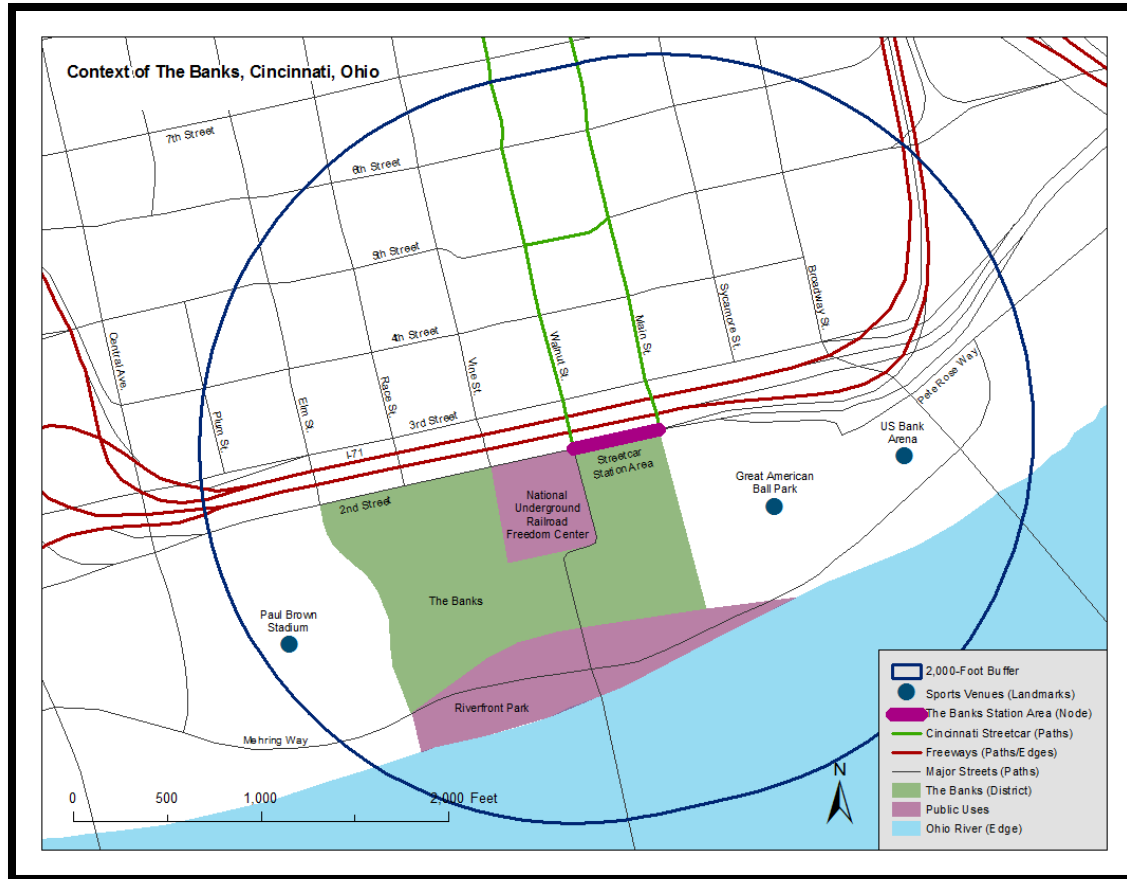 Context of The Banks, Cincinnati, Ohio
7th Street
6th Street
5th Street
4th Street
3rd Street
I-71
2nd Street
Central Ave.
Plum St.
Elm St.
Race St.
Vine St.
Walnut St.
Main St.
Sycamore St.
Broadway St.
Pete Rose Way
US Bank
Arena
Great American
Ball Park
Streetcar
Station Area
National
Underground
Railroad
Freedom Center
The Banks
Paul Brown
Stadium
Riverfront Park
Mehring Way
0 500 1,000 2,000 Feet
N
2,000-Foot Buffer
Sports Venues (Landmarks)
The Banks Station Area (Node)
Cincinnati Streetcar (Paths)
Freeways (Paths/Edges)
Major Streets (Paths)
The Banks (District)
Public Uses
Ohio River (Edge)